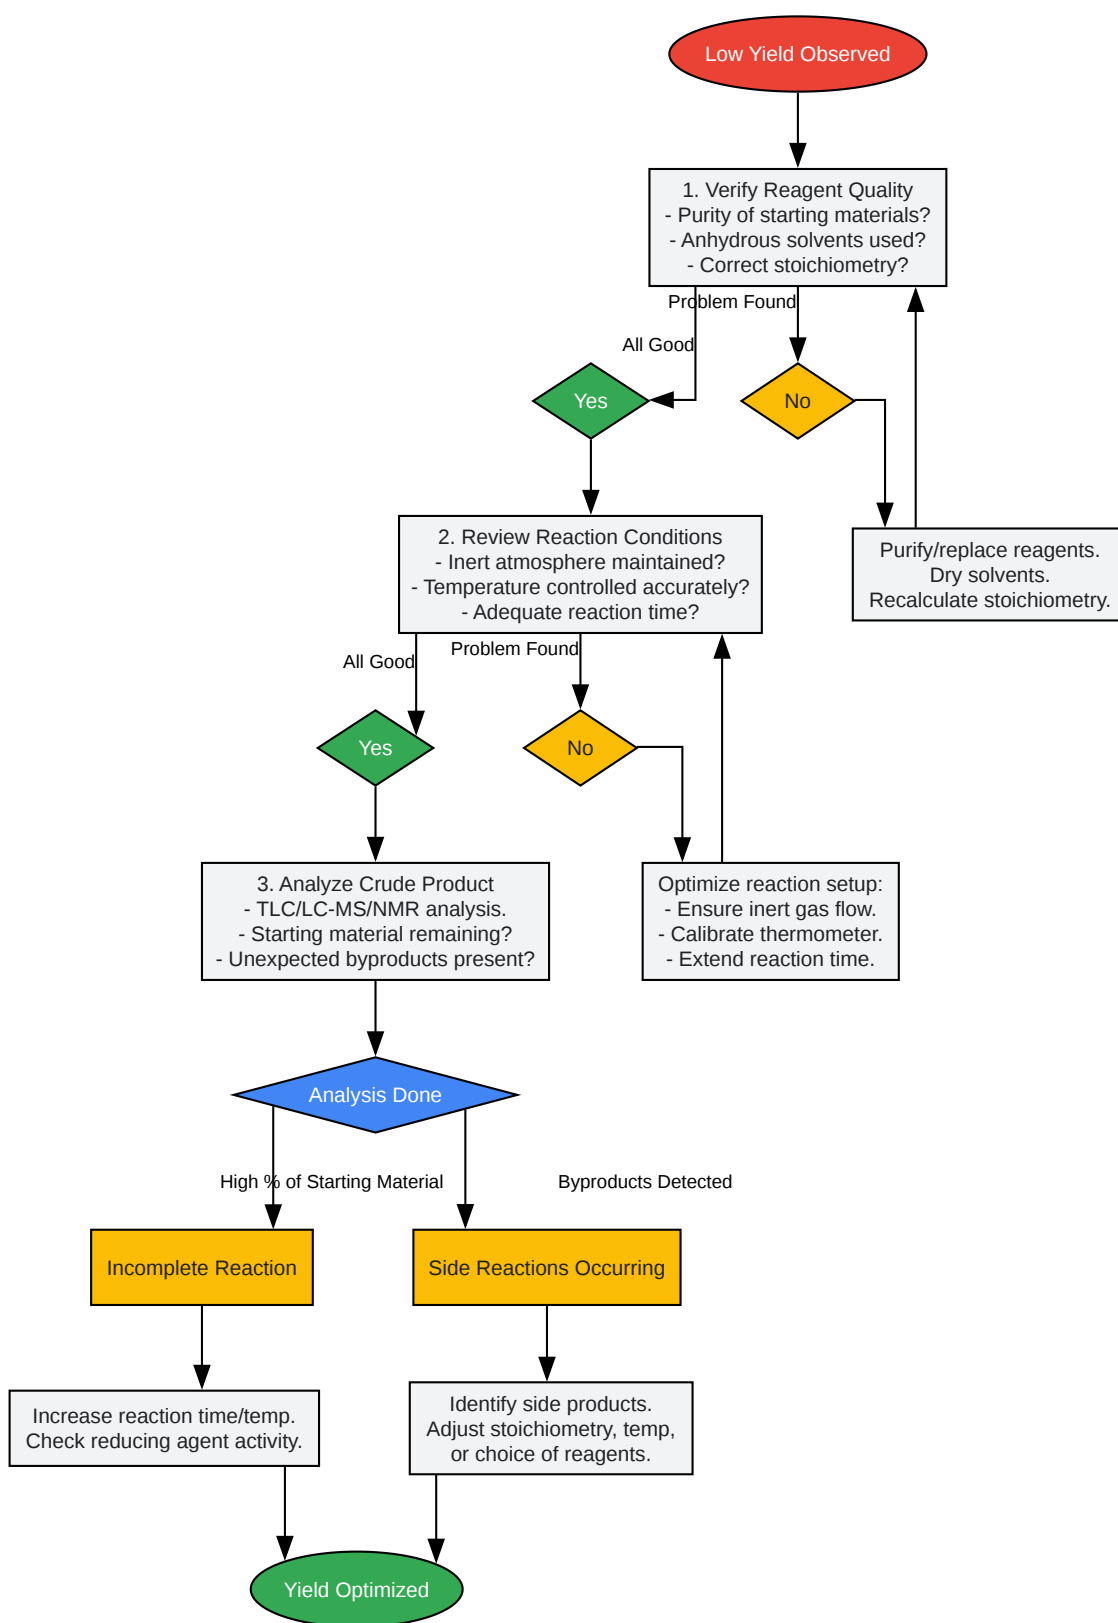 Low Yield Observed
1. Verify Reagent Quality
- Purity of starting materials?
- Anhydrous solvents used?
- Correct stoichiometry?
Problem Found
All Good
Yes
No
2. Review Reaction Conditions
- Inert atmosphere maintained?
- Temperature controlled accurately?
- Adequate reaction time?
Purify/replace reagents.
Dry solvents.
Recalculate stoichiometry.
Problem Found
All Good
Yes
No
3. Analyze Crude Product
- TLC/LC-MS/NMR analysis.
- Starting material remaining?
- Unexpected byproducts present?
Optimize reaction setup:
- Ensure inert gas flow.
- Calibrate thermometer.
- Extend reaction time.
Analysis Done
High % of Starting Material
Byproducts Detected
Incomplete Reaction
Side Reactions Occurring
Increase reaction time/temp.
Check reducing agent activity.
Identify side products.
Adjust stoichiometry, temp,
or choice of reagents.
Yield Optimized